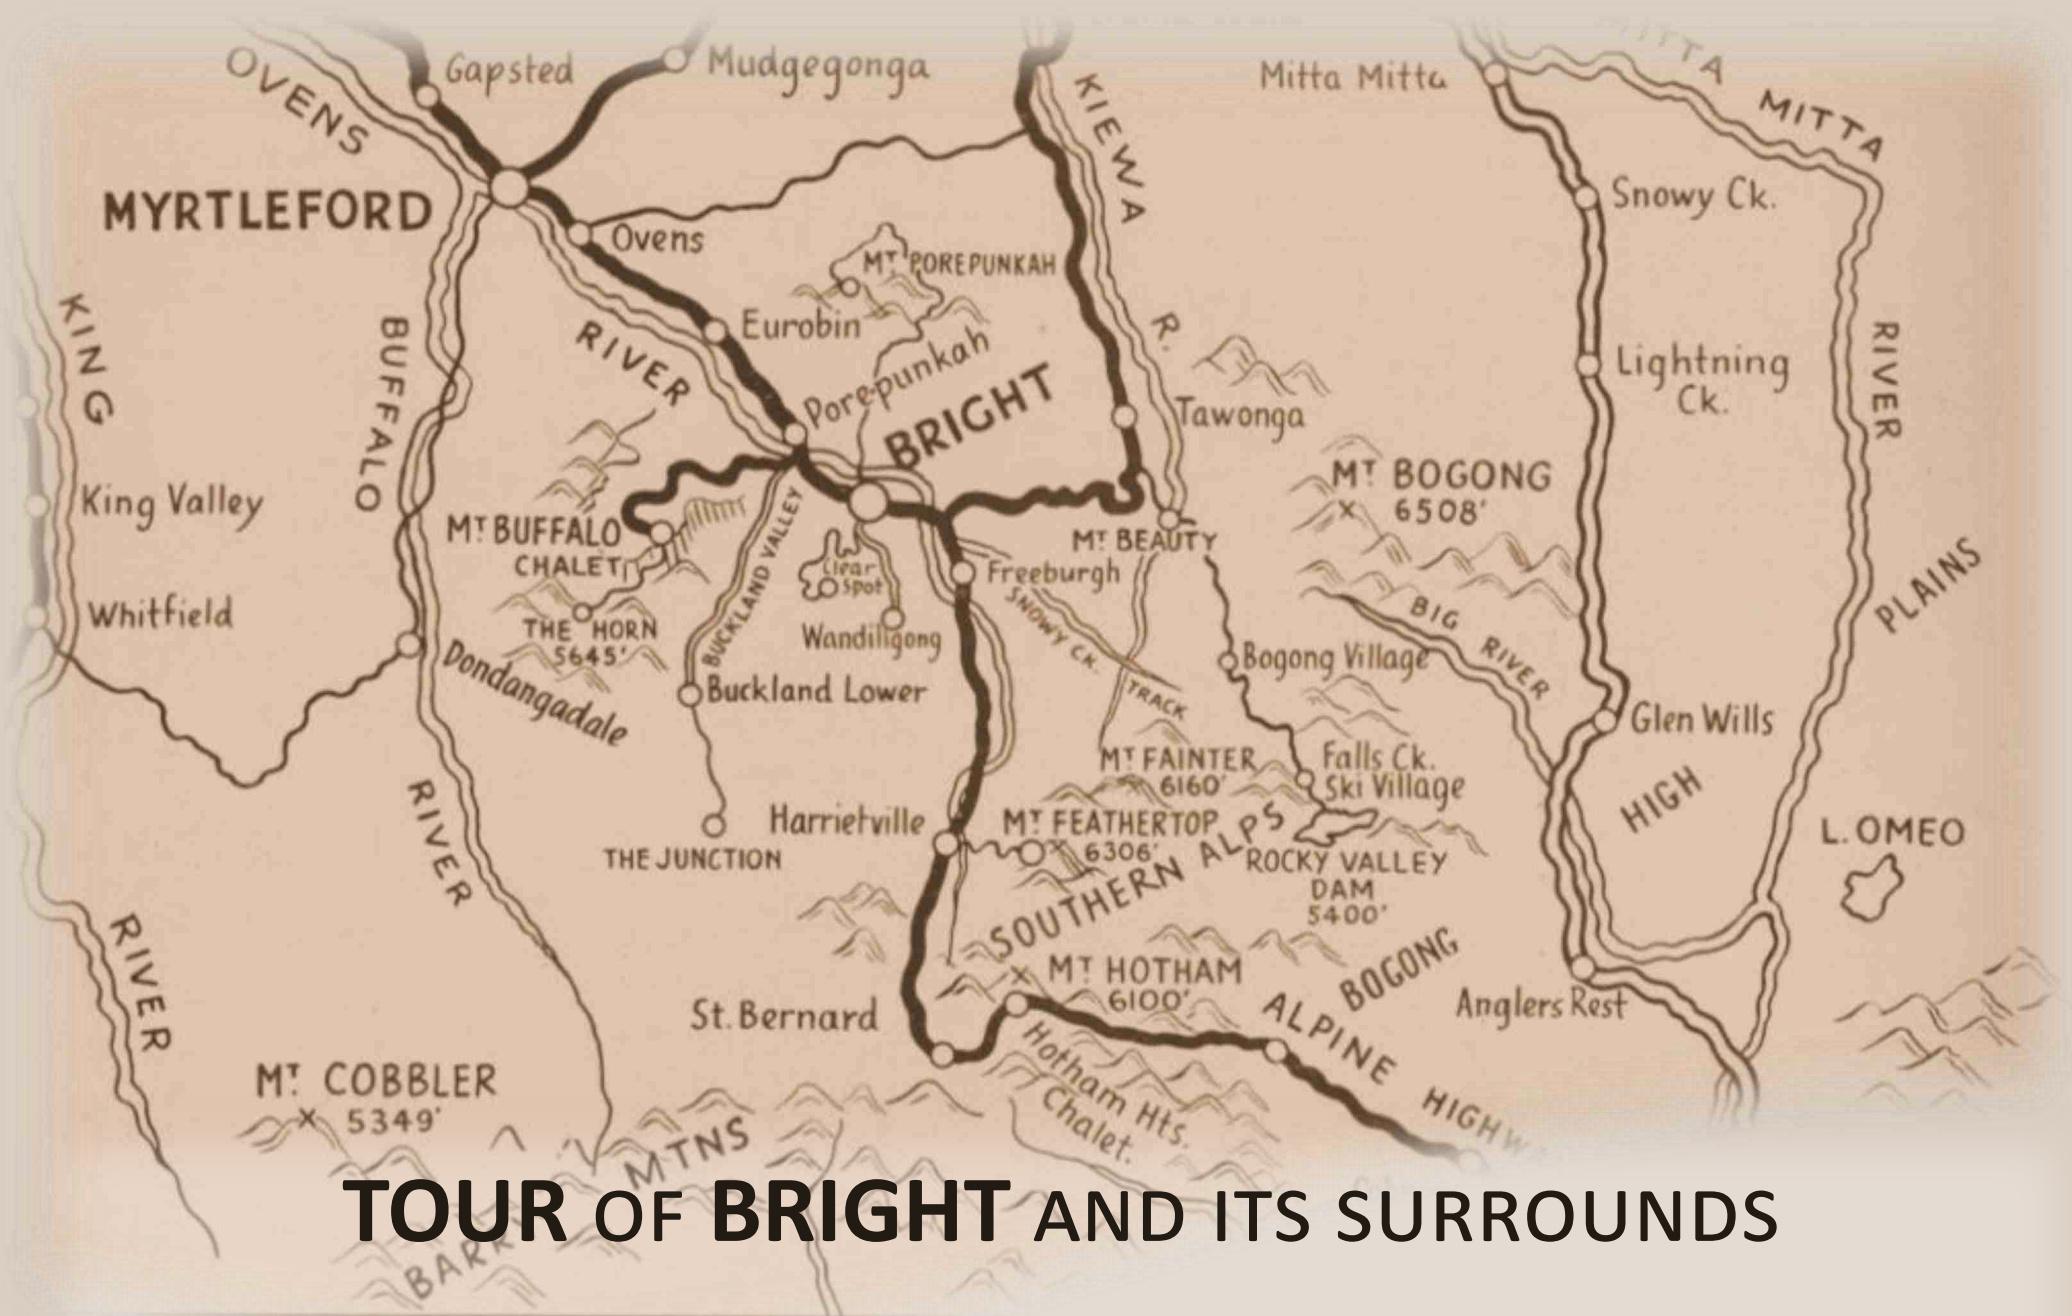 Gapsted
Mudgegonga
Mitta Mitta
MITTA
MITTA
OVENS
RIVER
KIEWA
R.
MYRTLEFORD
Snowy Ck.
Ovens
MT POREPUNKAH
KING
RIVER
BUFFALO
RIVER
Eurobin
Porepunkah
BRIGHT
Tawonga
Lightning
Ck.
RIVER
King Valley
MT BOGONG
6508'
MT BUFFALO
CHALET
BUCKLAND VALLEY
Clear
Spot
MT BEAUTY
Freeburgh
Whitfield
THE HORN
5645'
Wandiligong
SNOWY CK.
TRACK
BIG RIVER
PLAINS
Dondangadale
Buckland Lower
Bogong Village
Glen Wills
MT FAINTER
6160'
Falls Ck.
Ski Village
HIGH
Harrietville
MT FEATHERTOP
6306'
L. OMEO
THE JUNCTION
SOUTHERN ALPS
ROCKY VALLEY
DAM
5400'
BOGONG
St. Bernard
MT HOTHAM
6100'
Anglers Rest
ALPINE
Hotham Hts.
Chalet.
MT. COBBLER
5349'
MTNS
TOUR OF BRIGHT AND ITS SURROUNDS